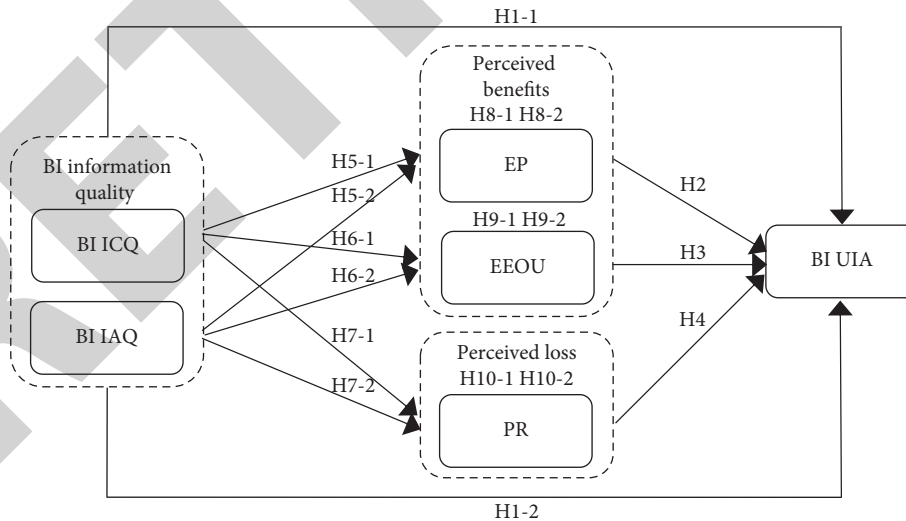 H1-1
Perceived
benefits
H8-1 H8-2
EP
H9-1 H9-2
EEOU
BI information
quality
BI ICQ
BI IAQ
H5-1
H5-2
H6-1
H6-2
H7-1
H7-2
Perceived loss
H10-1 H10-2
PR
H2
H3
H4
BI UIA
H1-2